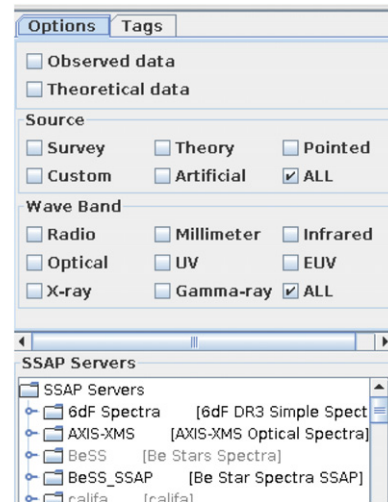 Options Tags
Observed data
Theoretical data
Source
Survey Theory Pointed
Custom Artificial ALL
Wave Band
Radio Millimeter Infrared
Optical UV EUV
X-ray Gamma-ray ALL
SSAP Servers
SSAP Servers
6dF Spectra [6dF DR3 Simple Spect
AXIS-XMS [AXIS-XMS Optical Spectra]
BeSS [Be Stars Spectra]
BeSS_SSAP [Be Star Spectra SSAP]
califa [califa]